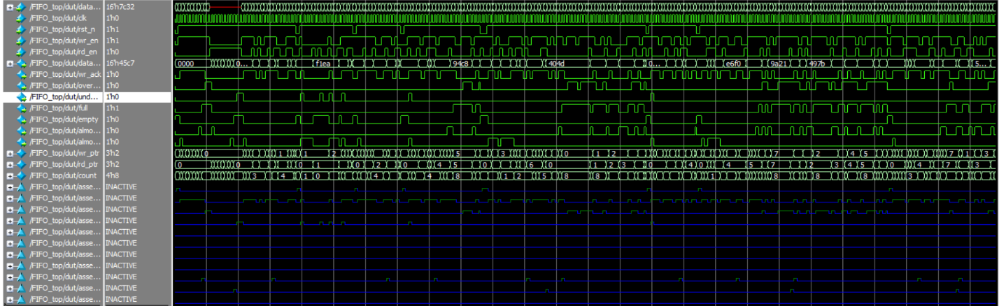 /FIFO_top/dut/data... 16'h7c32
/FIFO_top/dut/clk 1'h0
/FIFO_top/dut/rst_n 1'h1
/FIFO_top/dut/wr_en 1'h1
/FIFO_top/dut/rd_en 1'h0
/FIFO_top/dut/data... 16'h45c7 0000 0... f1ea 94c8 404d 0... e6f0 9a21 497b 5...
/FIFO_top/dut/wr_ack 1'h0
/FIFO_top/dut/over... 1'h0
/FIFO_top/dut/und... 1'h0
/FIFO_top/dut/full 1'h1
/FIFO_top/dut/empty 1'h0
/FIFO_top/dut/almo... 1'h0
/FIFO_top/dut/almo... 1'h0
/FIFO_top/dut/wr_ptr 3'h2 0 1 1 2 5 3 0 1 2 7 2 4 5 7 1 3
/FIFO_top/dut/rd_ptr 3'h2 0 0 0 1 0 2 0 4 5 0 6 0 1 2 3 0 4 0 4 5 7 2 3 4 5 0 4 7 3
/FIFO_top/dut/count 4'h8 3 4 1 0 4 4 8 1 2 5 8 8 1 8 8 8 3
/FIFO_top/dut/asse... INACTIVE
/FIFO_top/dut/asse... INACTIVE
/FIFO_top/dut/asse... INACTIVE
/FIFO_top/dut/asse... INACTIVE
/FIFO_top/dut/asse... INACTIVE
/FIFO_top/dut/asse... INACTIVE
/FIFO_top/dut/asse... INACTIVE
/FIFO_top/dut/asse... INACTIVE
/FIFO_top/dut/asse... INACTIVE
/FIFO_top/dut/asse... INACTIVE
/FIFO_top/dut/asse... INACTIVE